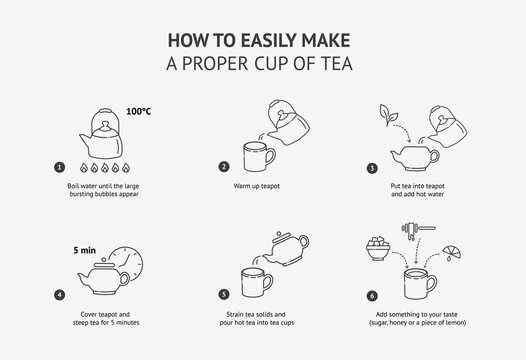 HOW TO EASILY MAKE
A PROPER CUP OF TEA
100°C
1
Boil water until the large
bursting bubbles appear
2
Warm up teapot
3
Put tea into teapot
and add hot water
5 min
4
Cover teapot and
steep tea for 5 minutes
5
Strain tea solids and
pour hot tea into tea cups
6
Add something to your taste
(sugar, honey or a piece of lemon)